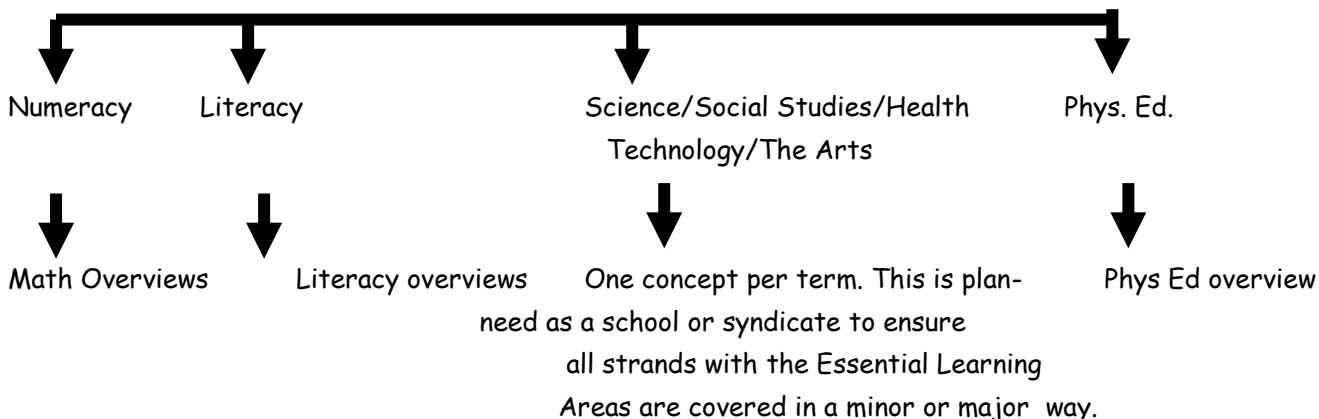 Numeracy Literacy Science/Social Studies/Health Phys. Ed.
Technology/The Arts
Math Overviews Literacy overviews One concept per term. This is plan- Phys Ed overview
need as a school or syndicate to ensure
all strands with the Essential Learning
Areas are covered in a minor or major way.